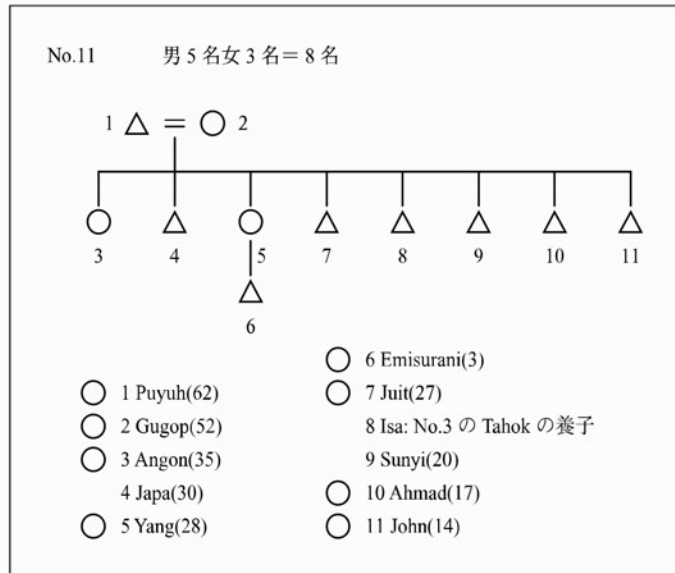 No.11 男 5 名女 3 名＝ 8 名
1 △ = ○ 2
3 4 5 7 8 9 10 11
6
○ 1 Puyuh(62)
○ 2 Gugop(52)
○ 3 Angon(35)
4 Japa(30)
○ 5 Yang(28)
○ 6 Emisurani(3)
○ 7 Juit(27)
8 Isa: No.3 の Tahok の養子
9 Sunyi(20)
○ 10 Ahmad(17)
○ 11 John(14)